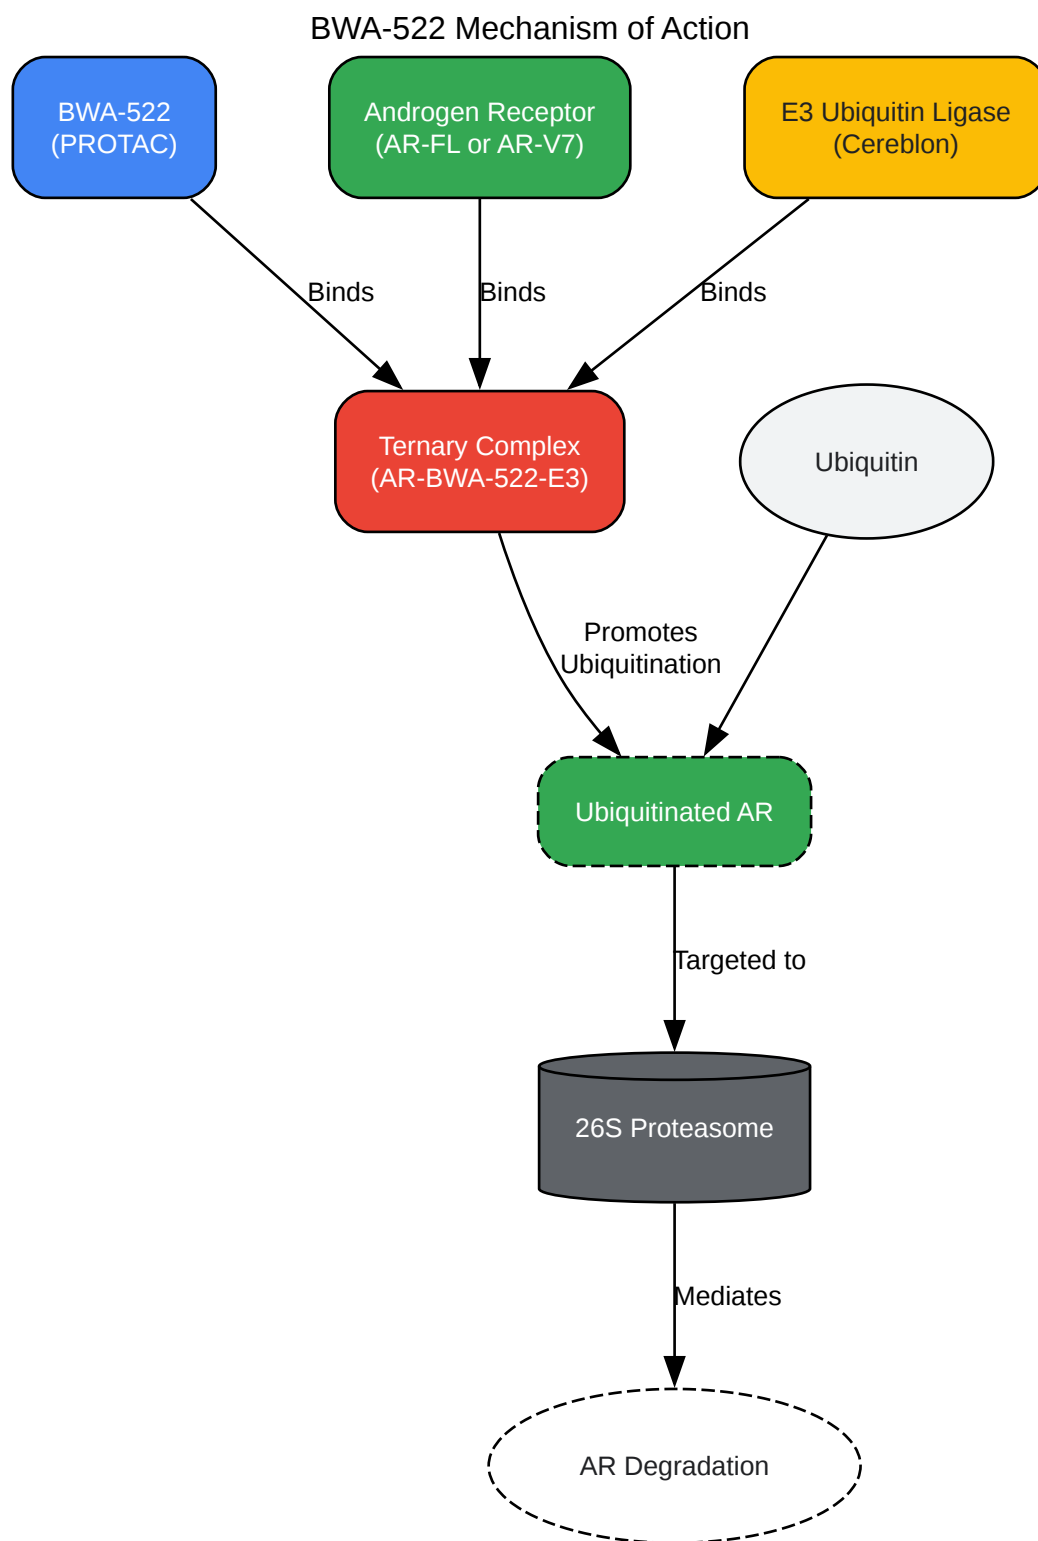 BWA-522 Mechanism of Action
BWA-522
(PROTAC)
Androgen Receptor
(AR-FL or AR-V7)
E3 Ubiquitin Ligase
(Cereblon)
Binds
Binds
Binds
Ternary Complex
(AR-BWA-522-E3)
Ubiquitin
Promotes
Ubiquitination
Ubiquitinated AR
Targeted to
26S Proteasome
Mediates
AR Degradation